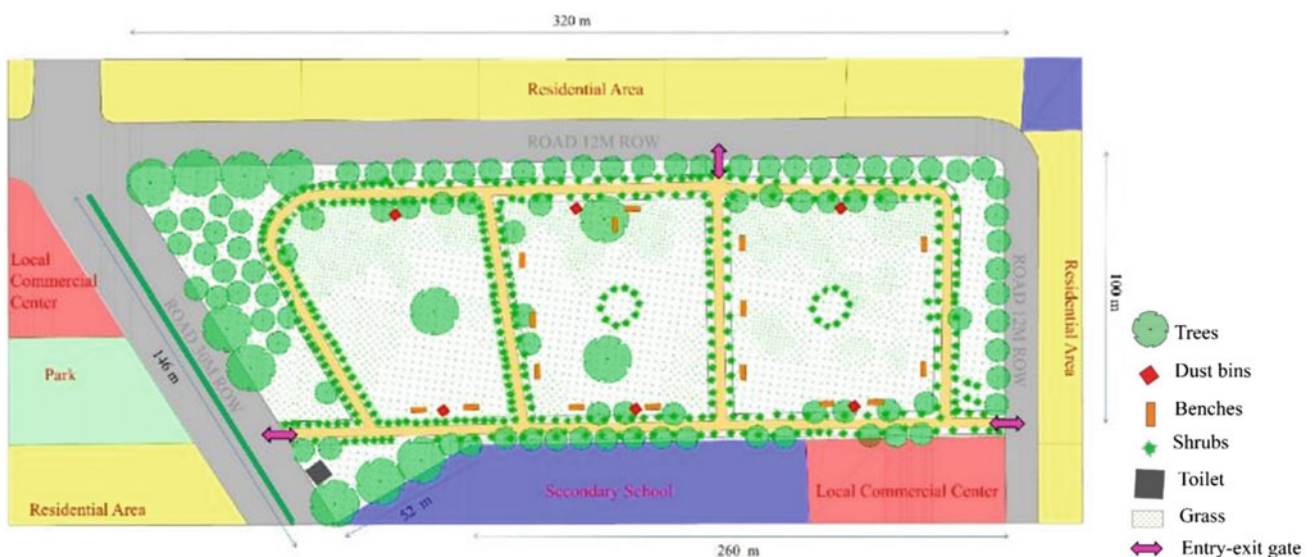 320 m
Residential Area
ROAD 12M ROW
Local
Commercial
Center
Park
ROAD 30M ROW
146 m
Residential Area
52 m
Secondary School
Local Commercial Center
260 m
ROAD 12M ROW
Residential Area
100 m
Trees
Dust bins
Benches
Shrubs
Toilet
Grass
Entry-exit gate